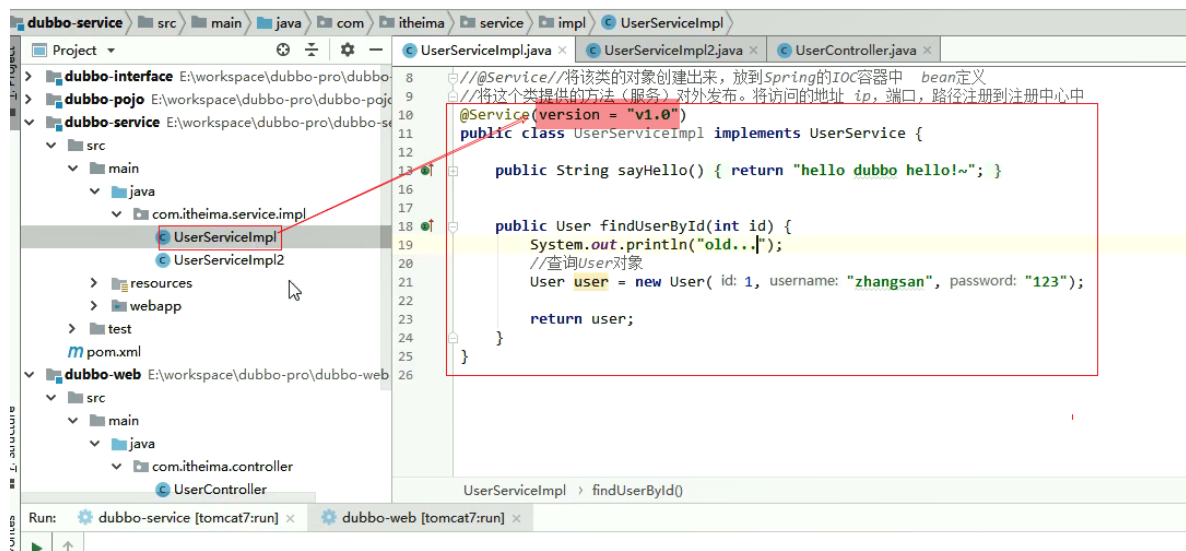 dubbo-service src main java com itheima service impl UserServiceImpl
Project
UserServiceImpl.java × UserServiceImpl2.java × UserController.java ×
dubbo-interface E:\workspace\dubbo-pro\dubbo-
dubbo-pojo E:\workspace\dubbo-pro\dubbo-pojo
dubbo-service E:\workspace\dubbo-pro\dubbo-se
src
main
java
com.itheima.service.impl
UserServiceImpl
UserServiceImpl2
resources
webapp
test
pom.xml
dubbo-web E:\workspace\dubbo-pro\dubbo-web
src
main
java
com.itheima.controller
UserController
8 //@Service//将该类的对象创建出来，放到Spring的IOC容器中 bean定义
9 //将这个类提供的方法（服务）对外发布。将访问的地址 ip，端口，路径注册到注册中心中
10 @Service(version = "v1.0")
11 public class UserServiceImpl implements UserService {
12
13 public String sayHello() { return "hello dubbo hello!~"; }
16
17
18 public User findUserById(int id) {
19 System.out.println("old...");
20 //查询User对象
21 User user = new User( id: 1, username: "zhangsan", password: "123");
22
23 return user;
24 }
25 }
26
UserServiceImpl › findUserById()
Run: dubbo-service [tomcat7:run] × dubbo-web [tomcat7:run] ×